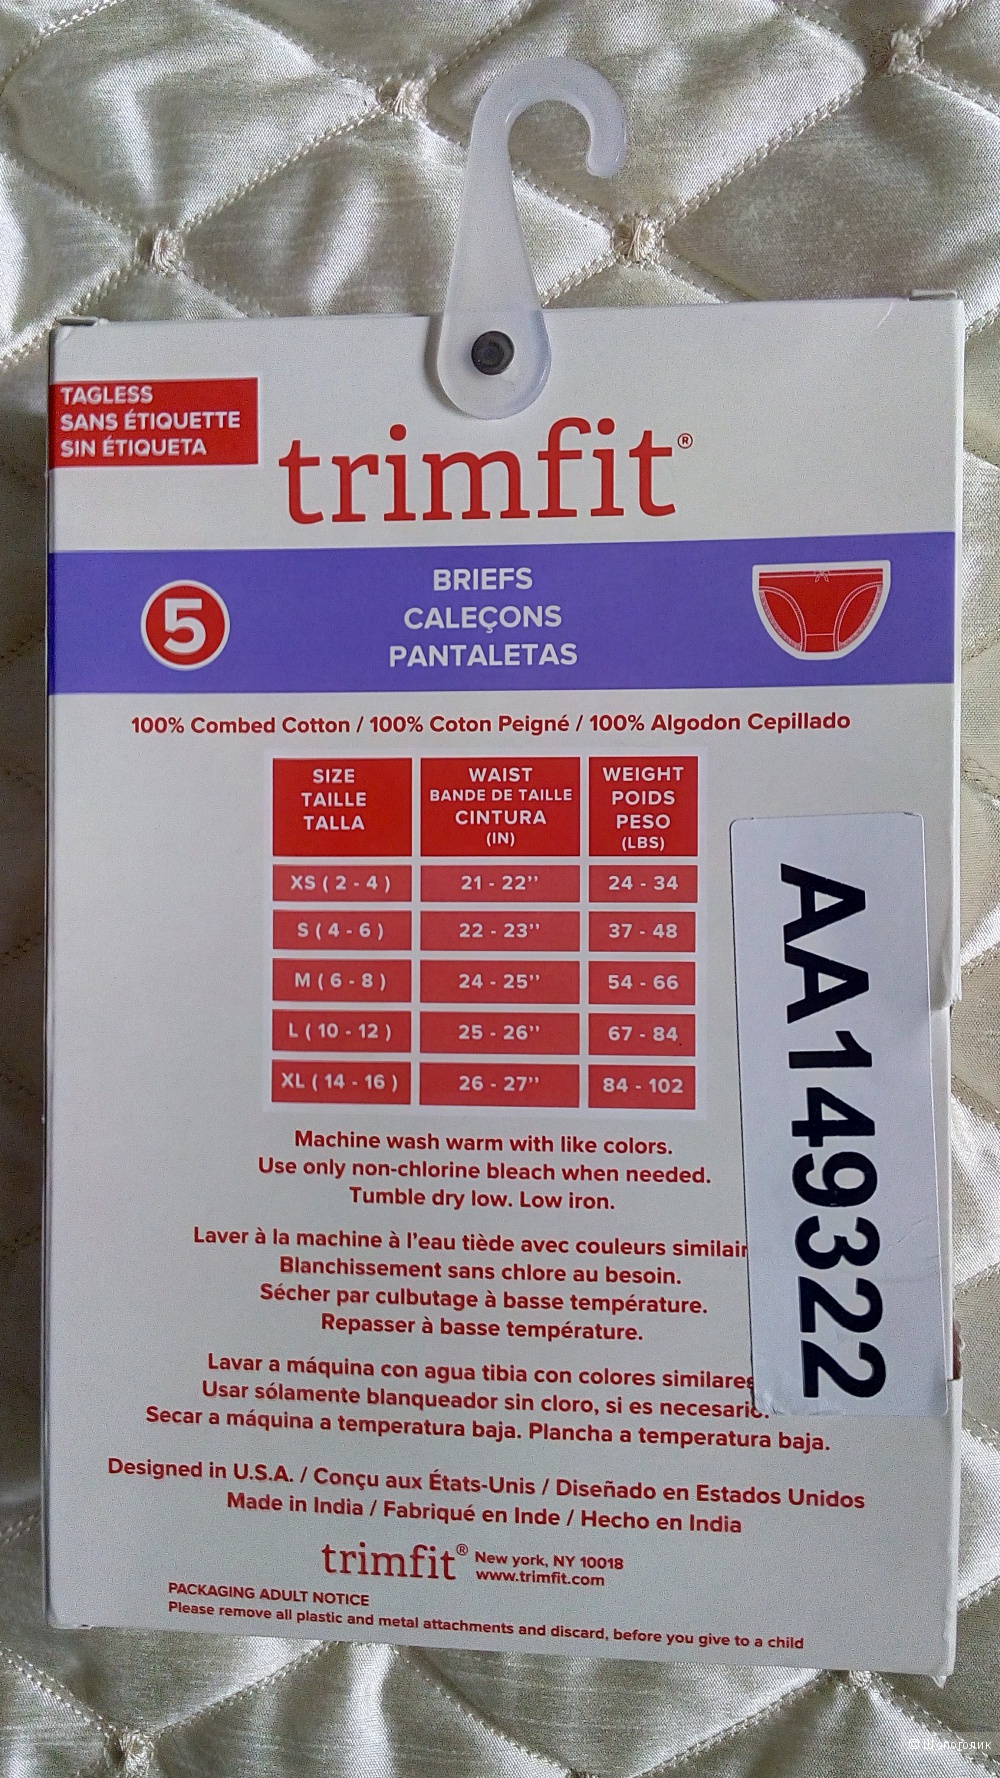 TAGLESS
SANS ÉTIQUETTE
SIN ÉTIQUETA
trimfit®
5
BRIEFS
CALEÇONS
PANTALETAS
100% Combed Cotton / 100% Coton Peigné / 100% Algodon Cepillado
SIZE TAILLE TALLA
WAIST BANDE DE TAILLE CINTURA (IN)
WEIGHT POIDS PESO (LBS)
XS ( 2 - 4 ) 21 - 22’’ 24 - 34
S ( 4 - 6 ) 22 - 23’’ 37 - 48
M ( 6 - 8 ) 24 - 25’’ 54 - 66
L ( 10 - 12 ) 25 - 26’’ 67 - 84
XL ( 14 - 16 ) 26 - 27’’ 84 - 102
AA149322
Machine wash warm with like colors.
Use only non-chlorine bleach when needed.
Tumble dry low. Low iron.
Laver à la machine à l’eau tiède avec couleurs similair
Blanchissement sans chlore au besoin.
Sécher par culbutage à basse température.
Repasser à basse température.
Lavar a máquina con agua tibia con colores similares
Usar sólamente blanqueador sin cloro, si es necesario.
Secar a máquina a temperatura baja. Plancha a temperatura baja.
Designed in U.S.A. / Conçu aux États-Unis / Diseñado en Estados Unidos
Made in India / Fabriqué en Inde / Hecho en India
trimfit® New york, NY 10018
www.trimfit.com
PACKAGING ADULT NOTICE
Please remove all plastic and metal attachments and discard, before you give to a child
Шопоголик